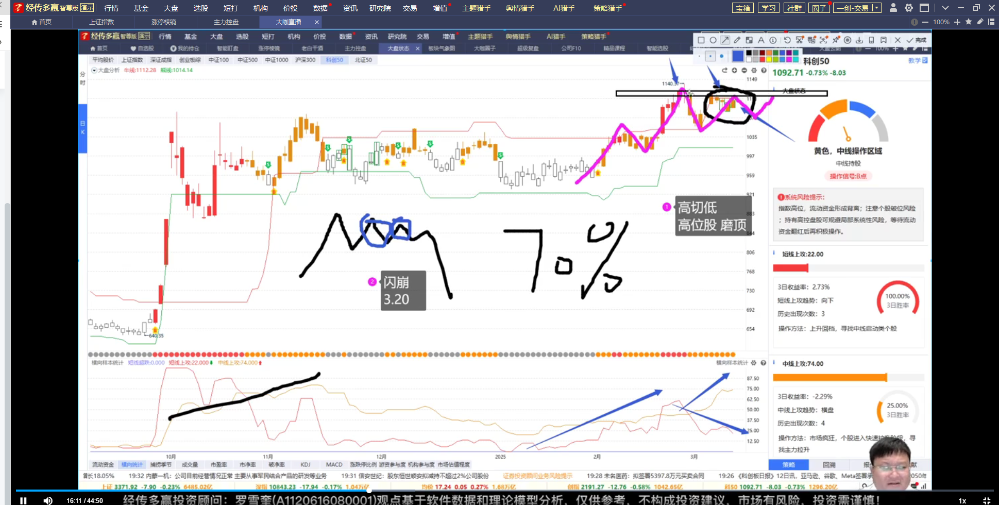 经传多赢 智尊版 演示 行情 基金 大盘 选股 短打 机构 价投 数据 资讯 研究院 交易 增值 主题猎手 舆情猎手 AI猎手 策略猎手 宝箱 学习 社群 圈子 一创-交易
首页 上证指数 涨停棱镜 主力控盘 大咖直播 × 100%
经传多赢 智尊版 演示 行情 基金 大盘 选股 短打 机构 价投 数据 资讯 研究院 交易 增值 主题猎手 舆情猎手 AI猎手 策略猎手 完成
首页 自选股 我的持仓 智能盯盘 涨停棱镜 老白干酒 主力控盘 大盘状态 × 板块气象图 大咖圈子 超级复盘 公司F10 精品课程 智能选股 大盘云图 100%
平均股价 上证指数 深证成指 创业板综 中证100 中证500 中证1000 沪深300 科创50 北证50
大盘分析 牛线:1112.28 熊线:1014.14
分时
日K
科创50 教学
1092.71 -0.73% -8.03
大盘状态
1140.37
1149
1035
997
959
921
844
806
768
730
692
654
640.35
黄色，中线操作区域
中线持股
操作信号:B点
系统风险提示：
指数高位，流动资金形成背离；注意个股破位风险
；持有高控盘股可规避局部系统性风险，等待流动
资金翻红后再积极操作。
1 高切低
高位股 磨顶
70%
2 闪崩
3.20
短线上攻:22.00
3日收益率：2.73%
短线上攻趋势：向下
历史出现次数：3
操作方法：上升回档，寻找中线启动类个股
100.00%
3日胜率
横向样本统计 短线超跌:0.000 短线上攻:22.000 中线上攻:74.000 横向样本统计
87.50
75.00
62.50
50.00
37.50
25.00
12.50
中线上攻:74.00
3日收益率：-2.29%
中线上攻趋势：横盘
历史出现次数：4
25.00%
3日胜率
找主力拉升
10月 11月 12月 2025 2月 3月
流动资金 横向统计 捕捞季节 成交量 市盈率 市净率 破净率 KDJ MACD 涨跌停比例 游资参与度 机构参与度 市场估值程度
策略 回溯
增长18.05% 19:32 内蒙一机：公司目前经营情况正常 主要从事军民结合产品的研发等业务 19:31 信安世纪：股东恒世顺安拟减持不超过2%公司股份 证券投资顾问业务风险提示 19:28 未名医药：拟签署5397.8万元买卖合同 19:26 《科创板日报》12日讯，亚马逊、谷歌、Meta签署承
上证 3371.92 -7.90 -0.23% 6485.02亿 深指 10843.23 -17.94 -0.17% 1.04万亿 均价 17.24 0.05 0.27% 1.68万亿 创指 2191.27 -12.76 -0.58% 1042.65亿 科50 1092.71 -8.03 -0.73% 1296.20亿
16:11 / 44:50 经传多赢投资顾问：罗雪奎(A1120616080001)观点基于软件数据和理论模型分析，仅供参考，不构成投资建议，市场有风险，投资需谨慎！ 1x